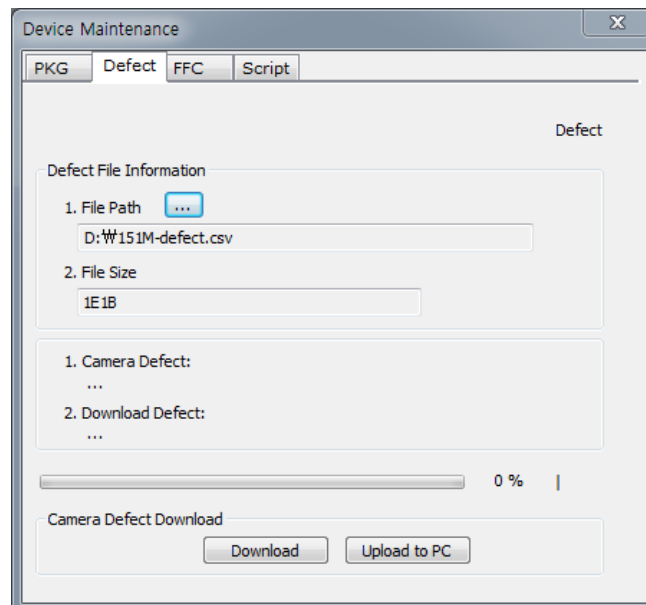 Device Maintenance
PKG Defect FFC Script
Defect
Defect File Information
1. File Path ...
D:₩151M-defect.csv
2. File Size
1E1B
1. Camera Defect:
...
2. Download Defect:
...
0 %
Camera Defect Download
Download Upload to PC